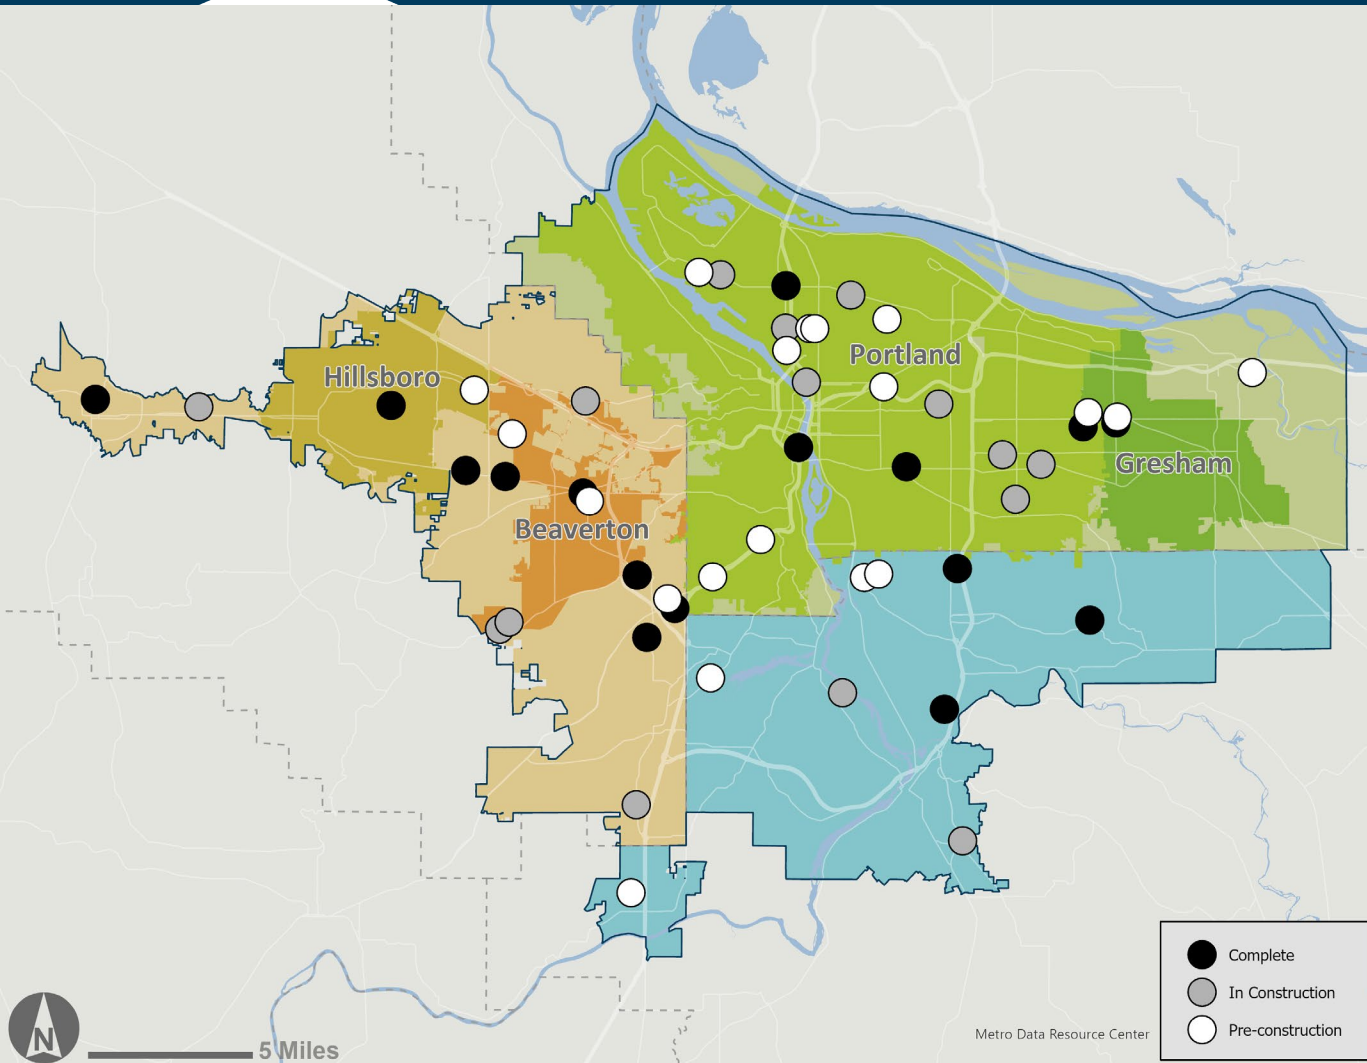 Portland
Hillsboro
Gresham
Beaverton
Complete
In Construction
Pre-construction
Metro Data Resource Center
N
5 Miles